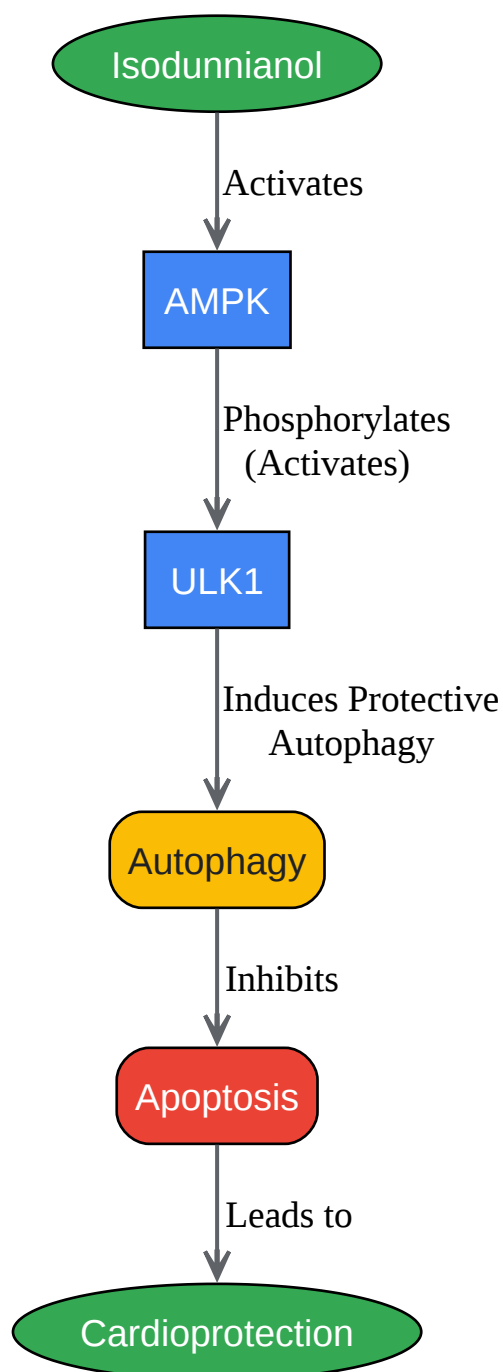 Isodunnianol
Activates
AMPK
Phosphorylates
(Activates)
ULK1
Induces Protective
Autophagy
Autophagy
Inhibits
Apoptosis
Leads to
Cardioprotection